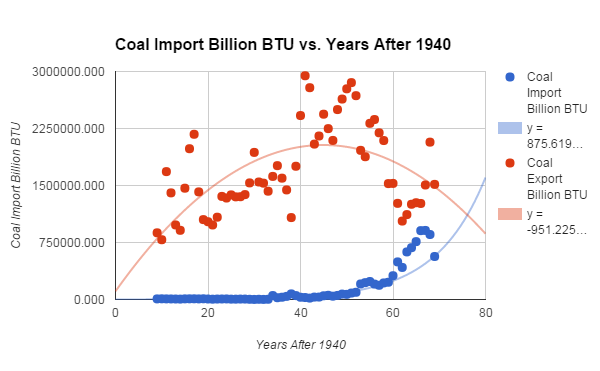 Coal Import Billion BTU vs. Years After 1940
Coal Import Billion BTU
3000000.000
2250000.000
1500000.000
750000.000
0.000
0
20
40
60
80
Years After 1940
Coal
Import
Billion BTU
y =
875.619...
Coal
Export
Billion BTU
y =
-951.225...